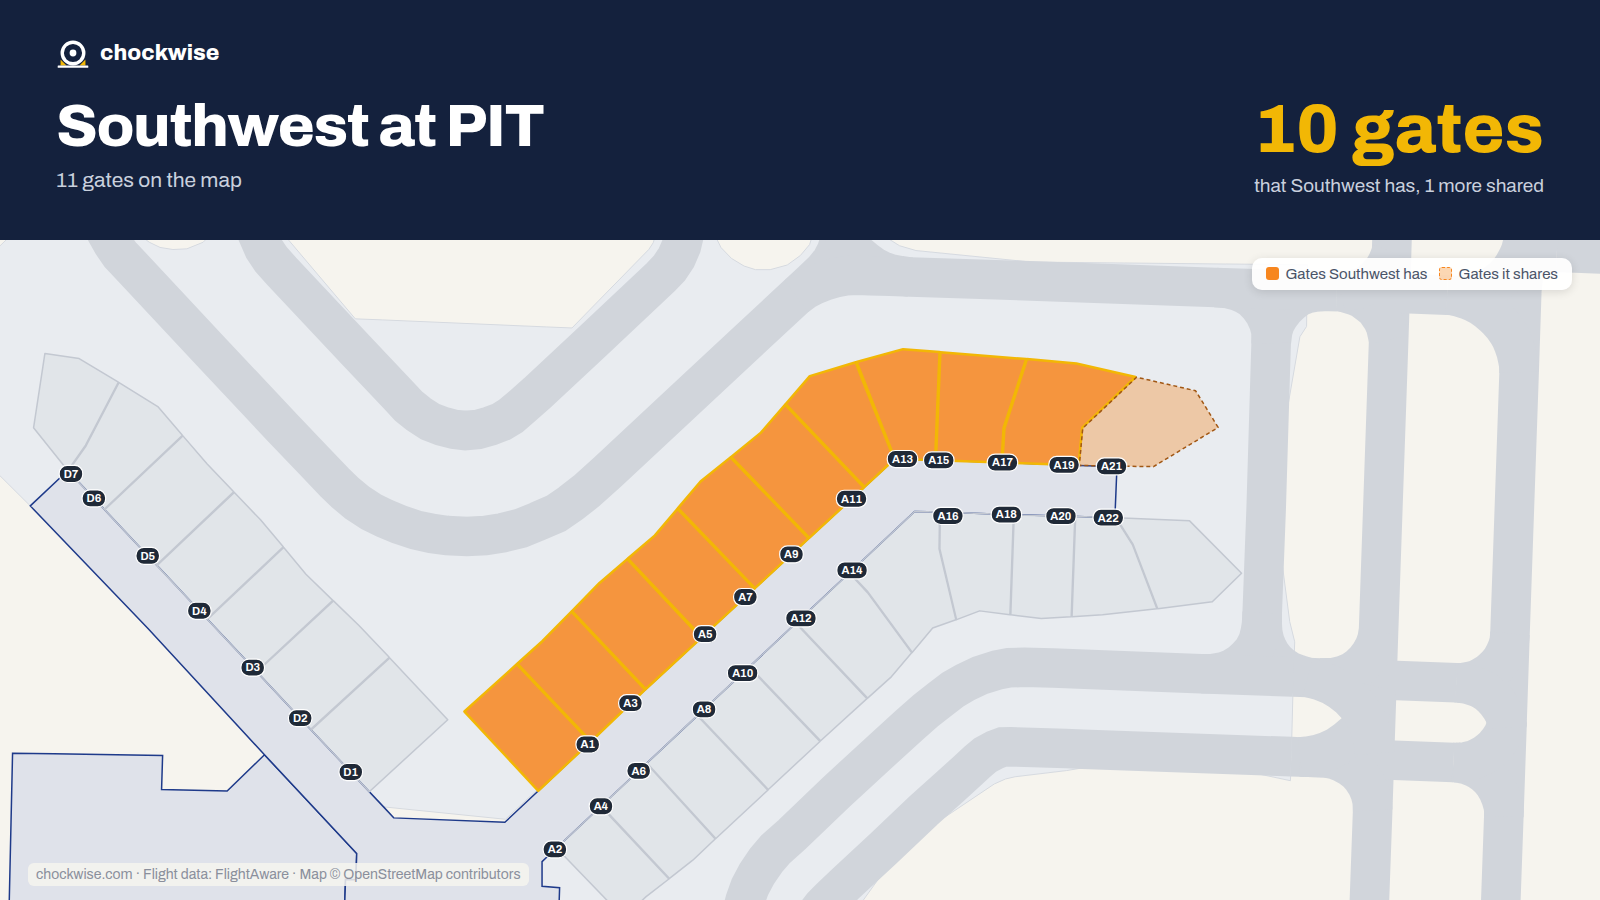 chockwise
Southwest at PIT
11 gates on the map
10 gates
that Southwest has, 1 more shared
Gates Southwest has
Gates it shares
D7
D6
D5
D4
D3
D2
D1
A13
A15
A17
A19
A21
A11
A9
A7
A5
A3
A1
A16
A18
A20
A22
A14
A12
A10
A8
A6
A4
A2
chockwise.com · Flight data: FlightAware · Map © OpenStreetMap contributors